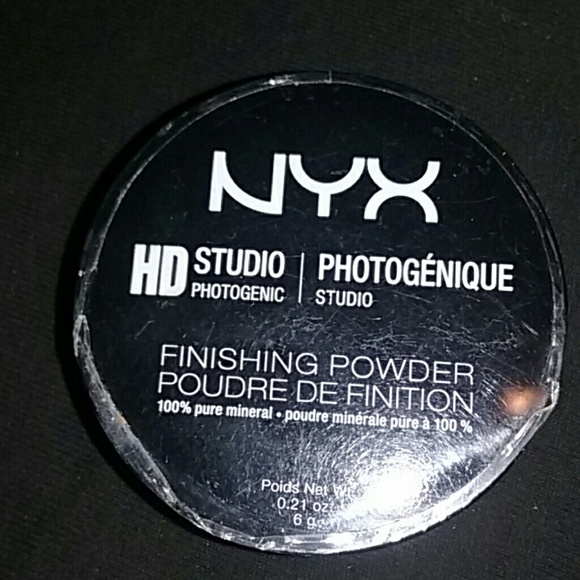 NYX
HD STUDIO PHOTOGENIC | PHOTOGÉNIQUE STUDIO
FINISHING POWDER
POUDRE DE FINITION
100% pure mineral • poudre minérale pure à 100 %
Poids Net
0.21 oz
6 g